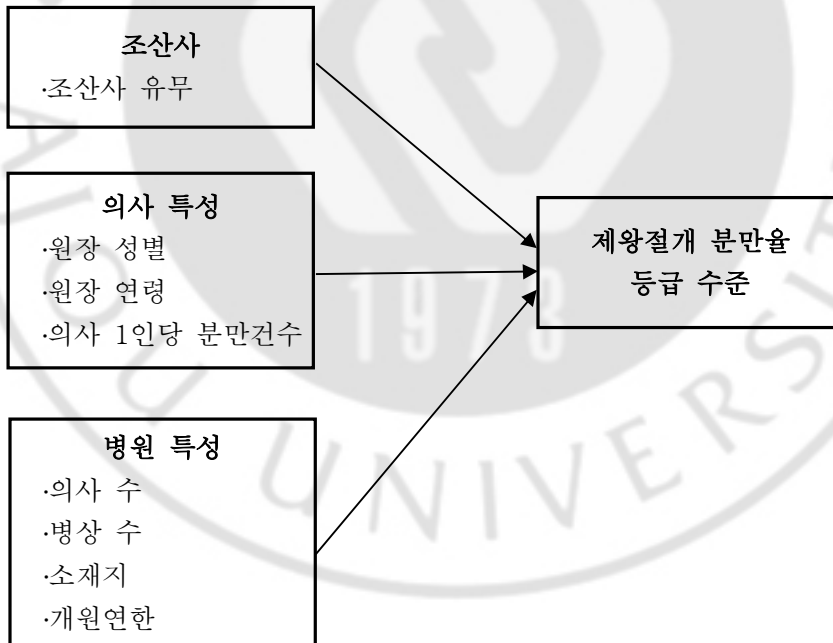 조산사
·조산사 유무
의사 특성
·원장 성별
·원장 연령
·의사 1인당 분만건수
병원 특성
·의사 수
·병상 수
·소재지
·개원연한
제왕절개 분만율
등급 수준
1973
AJOU UNIVERSIT